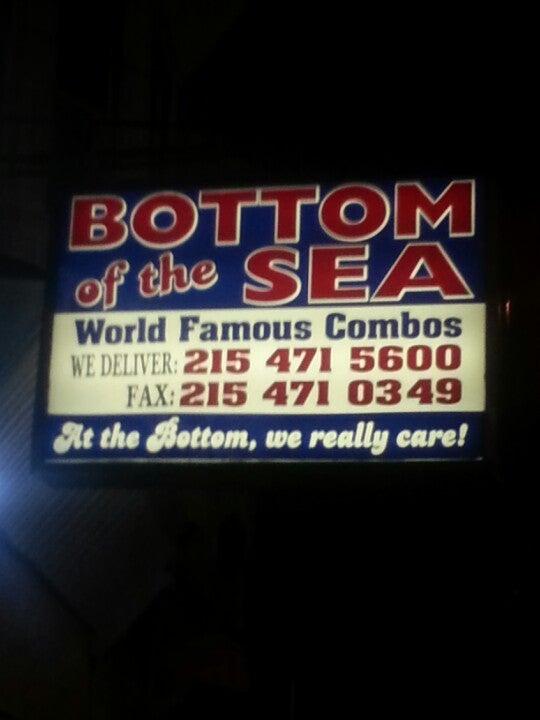 BOTTOM
of the SEA
World Famous Combos
WE DELIVER: 215 471 5600
FAX: 215 471 0349
At the Bottom, we really care!